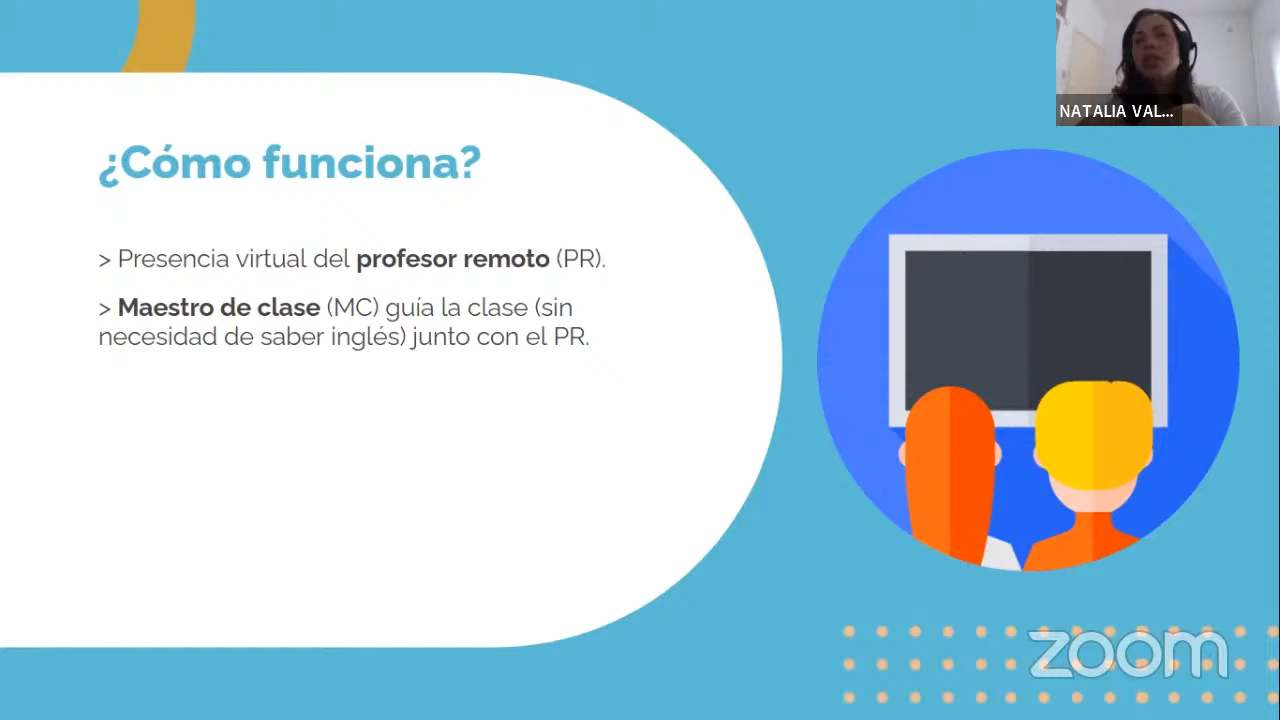 NATALIA VAL...
¿Cómo funciona?
> Presencia virtual del profesor remoto (PR).
> Maestro de clase (MC) guía la clase (sin
necesidad de saber inglés) junto con el PR.
zoom